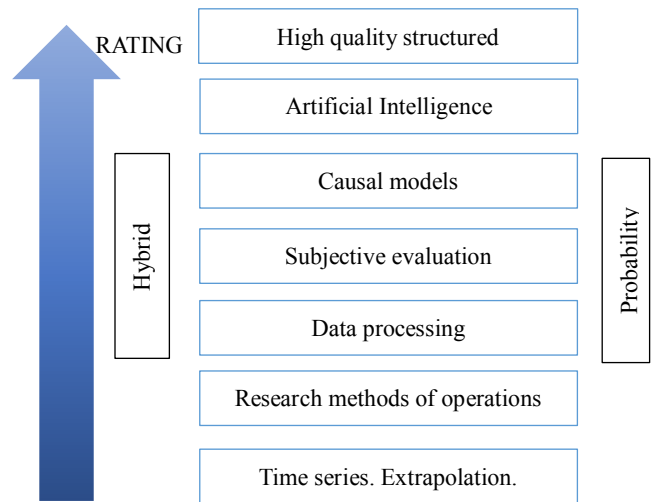 RATING
High quality structured
Artificial Intelligence
Causal models
Subjective evaluation
Data processing
Research methods of operations
Time series. Extrapolation.
Hybrid
Probability